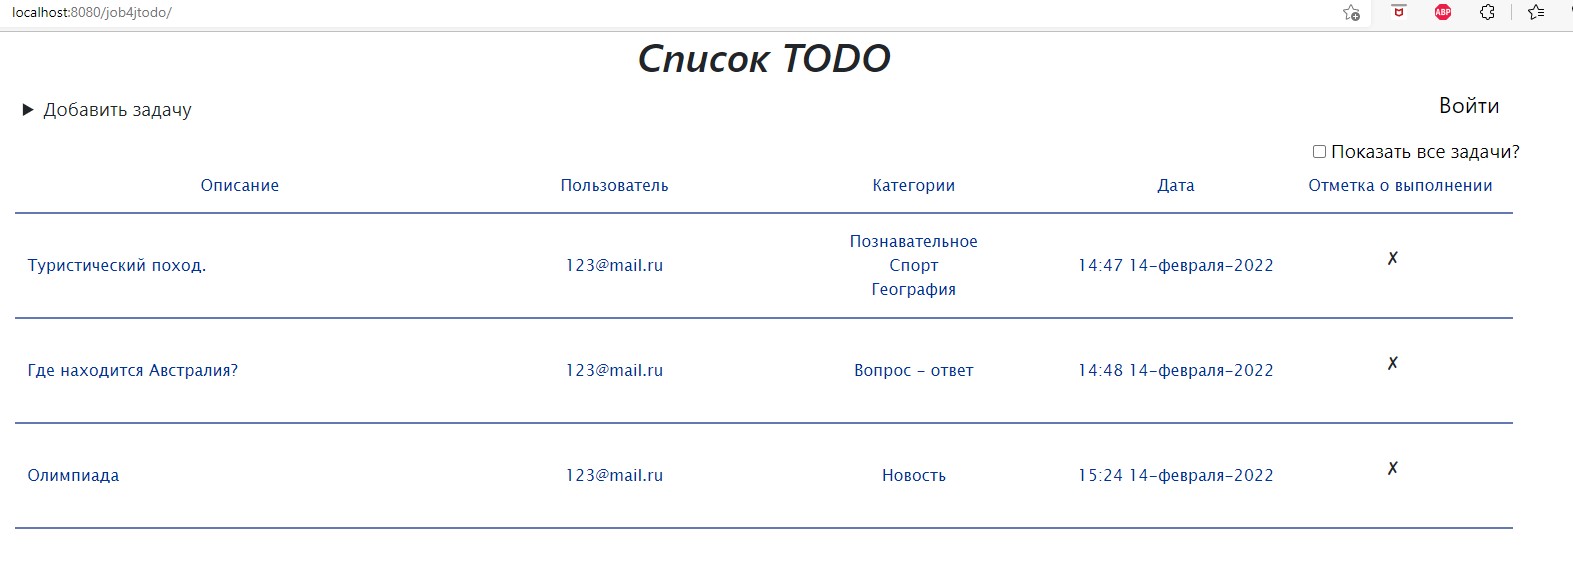 localhost:8080/job4jtodo/
ABP
Список TODO
▶ Добавить задачу
Войти
Показать все задачи?
Описание Пользователь Категории Дата Отметка о выполнении
Туристический поход. 123@mail.ru Познавательное 14:47 14-февраля-2022 ✗
Спорт
География
Где находится Австралия? 123@mail.ru Вопрос - ответ 14:48 14-февраля-2022 ✗
Олимпиада 123@mail.ru Новость 15:24 14-февраля-2022 ✗